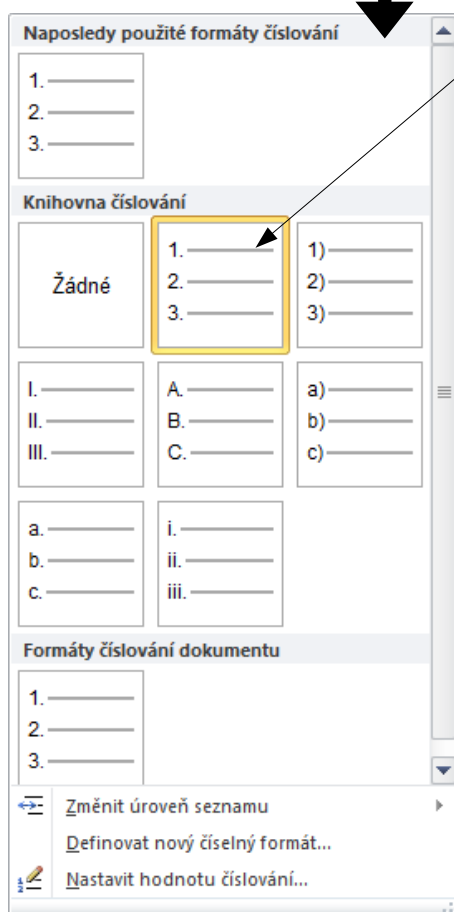 Naposledy použité formáty číslování
1.
2.
3.
Knihovna číslování
Žádné
1.
2.
3.
1)
2)
3)
I.
II.
III.
A.
B.
C.
a)
b)
c)
a.
b.
c.
i.
ii.
iii.
Formáty číslování dokumentu
1.
2.
3.
Změnit úroveň seznamu
Definovat nový číselný formát...
Nastavit hodnotu číslování...